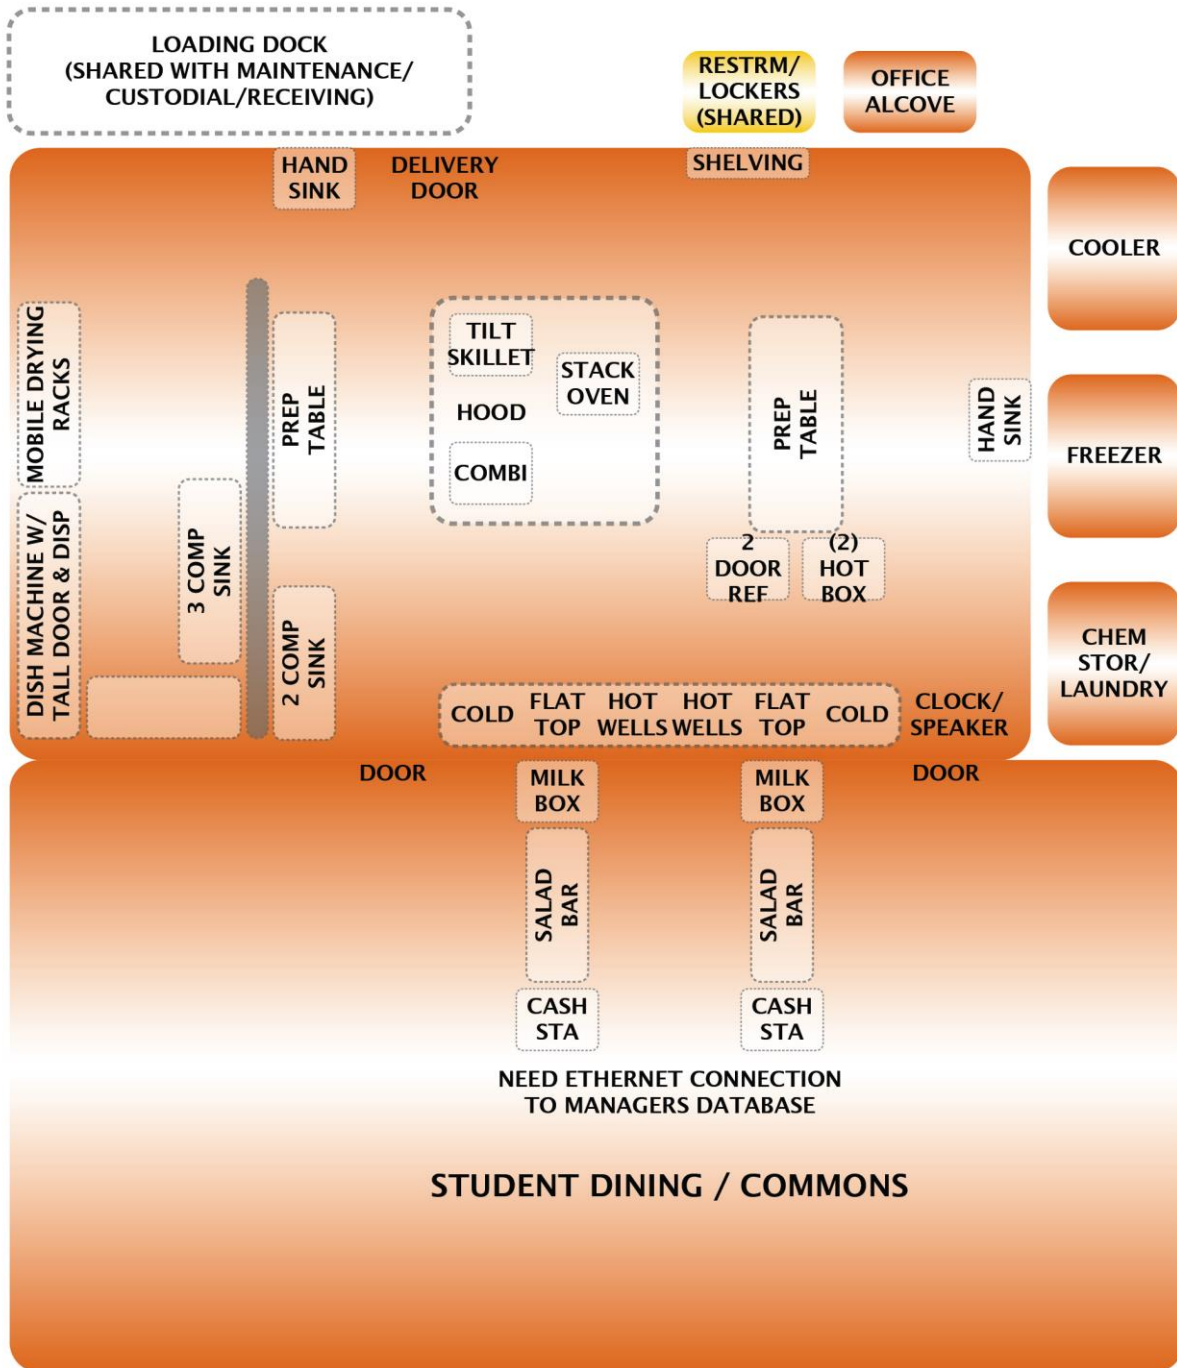 LOADING DOCK
(SHARED WITH MAINTENANCE/
CUSTODIAL/RECEIVING)
RESTRM/
LOCKERS
(SHARED)
OFFICE
ALCOVE
HAND
SINK
DELIVERY
DOOR
SHELVING
COOLER
MOBILE DRYING
RACKS
PREP
TABLE
TILT
SKILLET
STACK
OVEN
HOOD
COMBI
PREP
TABLE
HAND
SINK
FREEZER
DISH MACHINE W/
TALL DOOR & DISP
3 COMP
SINK
2 COMP
SINK
2
DOOR
REF
(2)
HOT
BOX
CHEM
STOR/
LAUNDRY
COLD
FLAT
TOP
HOT
WELLS
HOT
WELLS
FLAT
TOP
COLD
CLOCK/
SPEAKER
DOOR
MILK
BOX
MILK
BOX
DOOR
SALAD
BAR
SALAD
BAR
CASH
STA
CASH
STA
NEED ETHERNET CONNECTION
TO MANAGERS DATABASE
STUDENT DINING / COMMONS